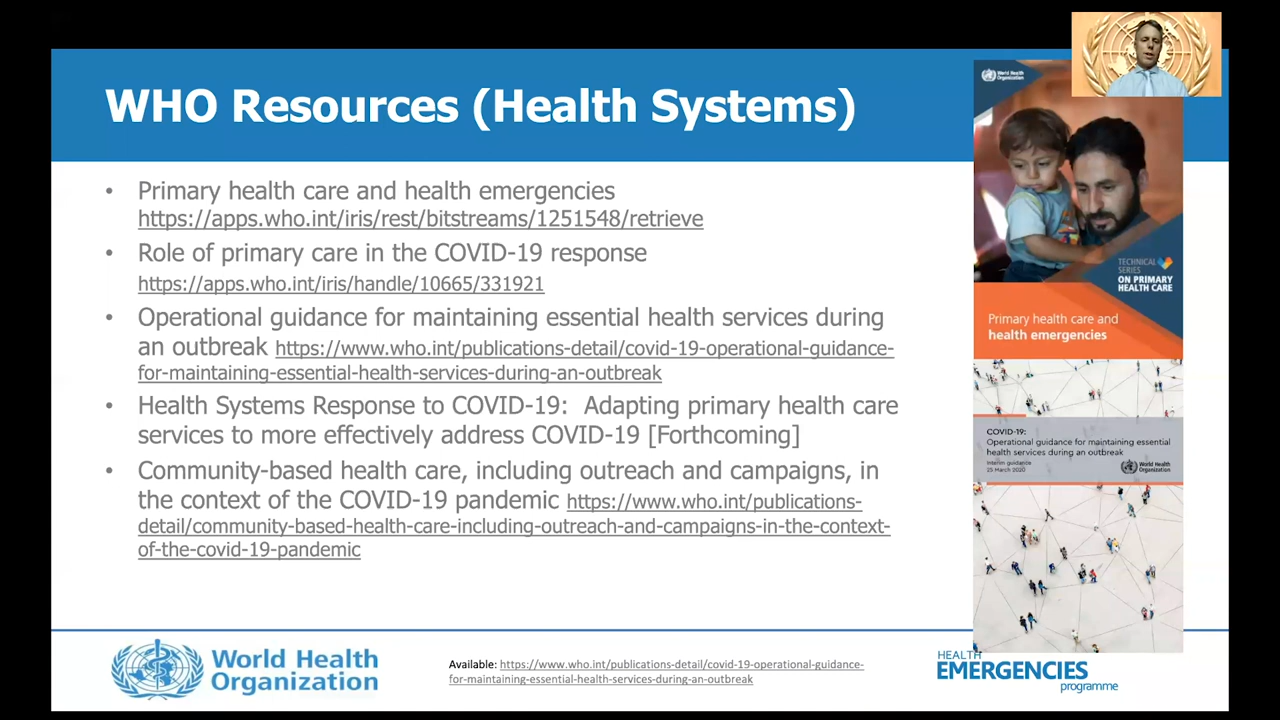 WHO Resources (Health Systems)
• Primary health care and health emergencies
https://apps.who.int/iris/rest/bitstreams/1251548/retrieve
• Role of primary care in the COVID-19 response
https://apps.who.int/iris/handle/10665/331921
• Operational guidance for maintaining essential health services during
an outbreak https://www.who.int/publications-detail/covid-19-operational-guidance-
for-maintaining-essential-health-services-during-an-outbreak
• Health Systems Response to COVID-19: Adapting primary health care
services to more effectively address COVID-19 [Forthcoming]
• Community-based health care, including outreach and campaigns, in
the context of the COVID-19 pandemic https://www.who.int/publications-
detail/community-based-health-care-including-outreach-and-campaigns-in-the-context-
of-the-covid-19-pandemic
World Health
Organization
TECHNICAL
SERIES
ON PRIMARY
HEALTH CARE
Primary health care and
health emergencies
COVID-19:
Operational guidance for maintaining essential
health services during an outbreak
Interim guidance
25 March 2020
World Health
Organization
World Health
Organization
Available: https://www.who.int/publications-detail/covid-19-operational-guidance-
for-maintaining-essential-health-services-during-an-outbreak
HEALTH
EMERGENCIES
programme